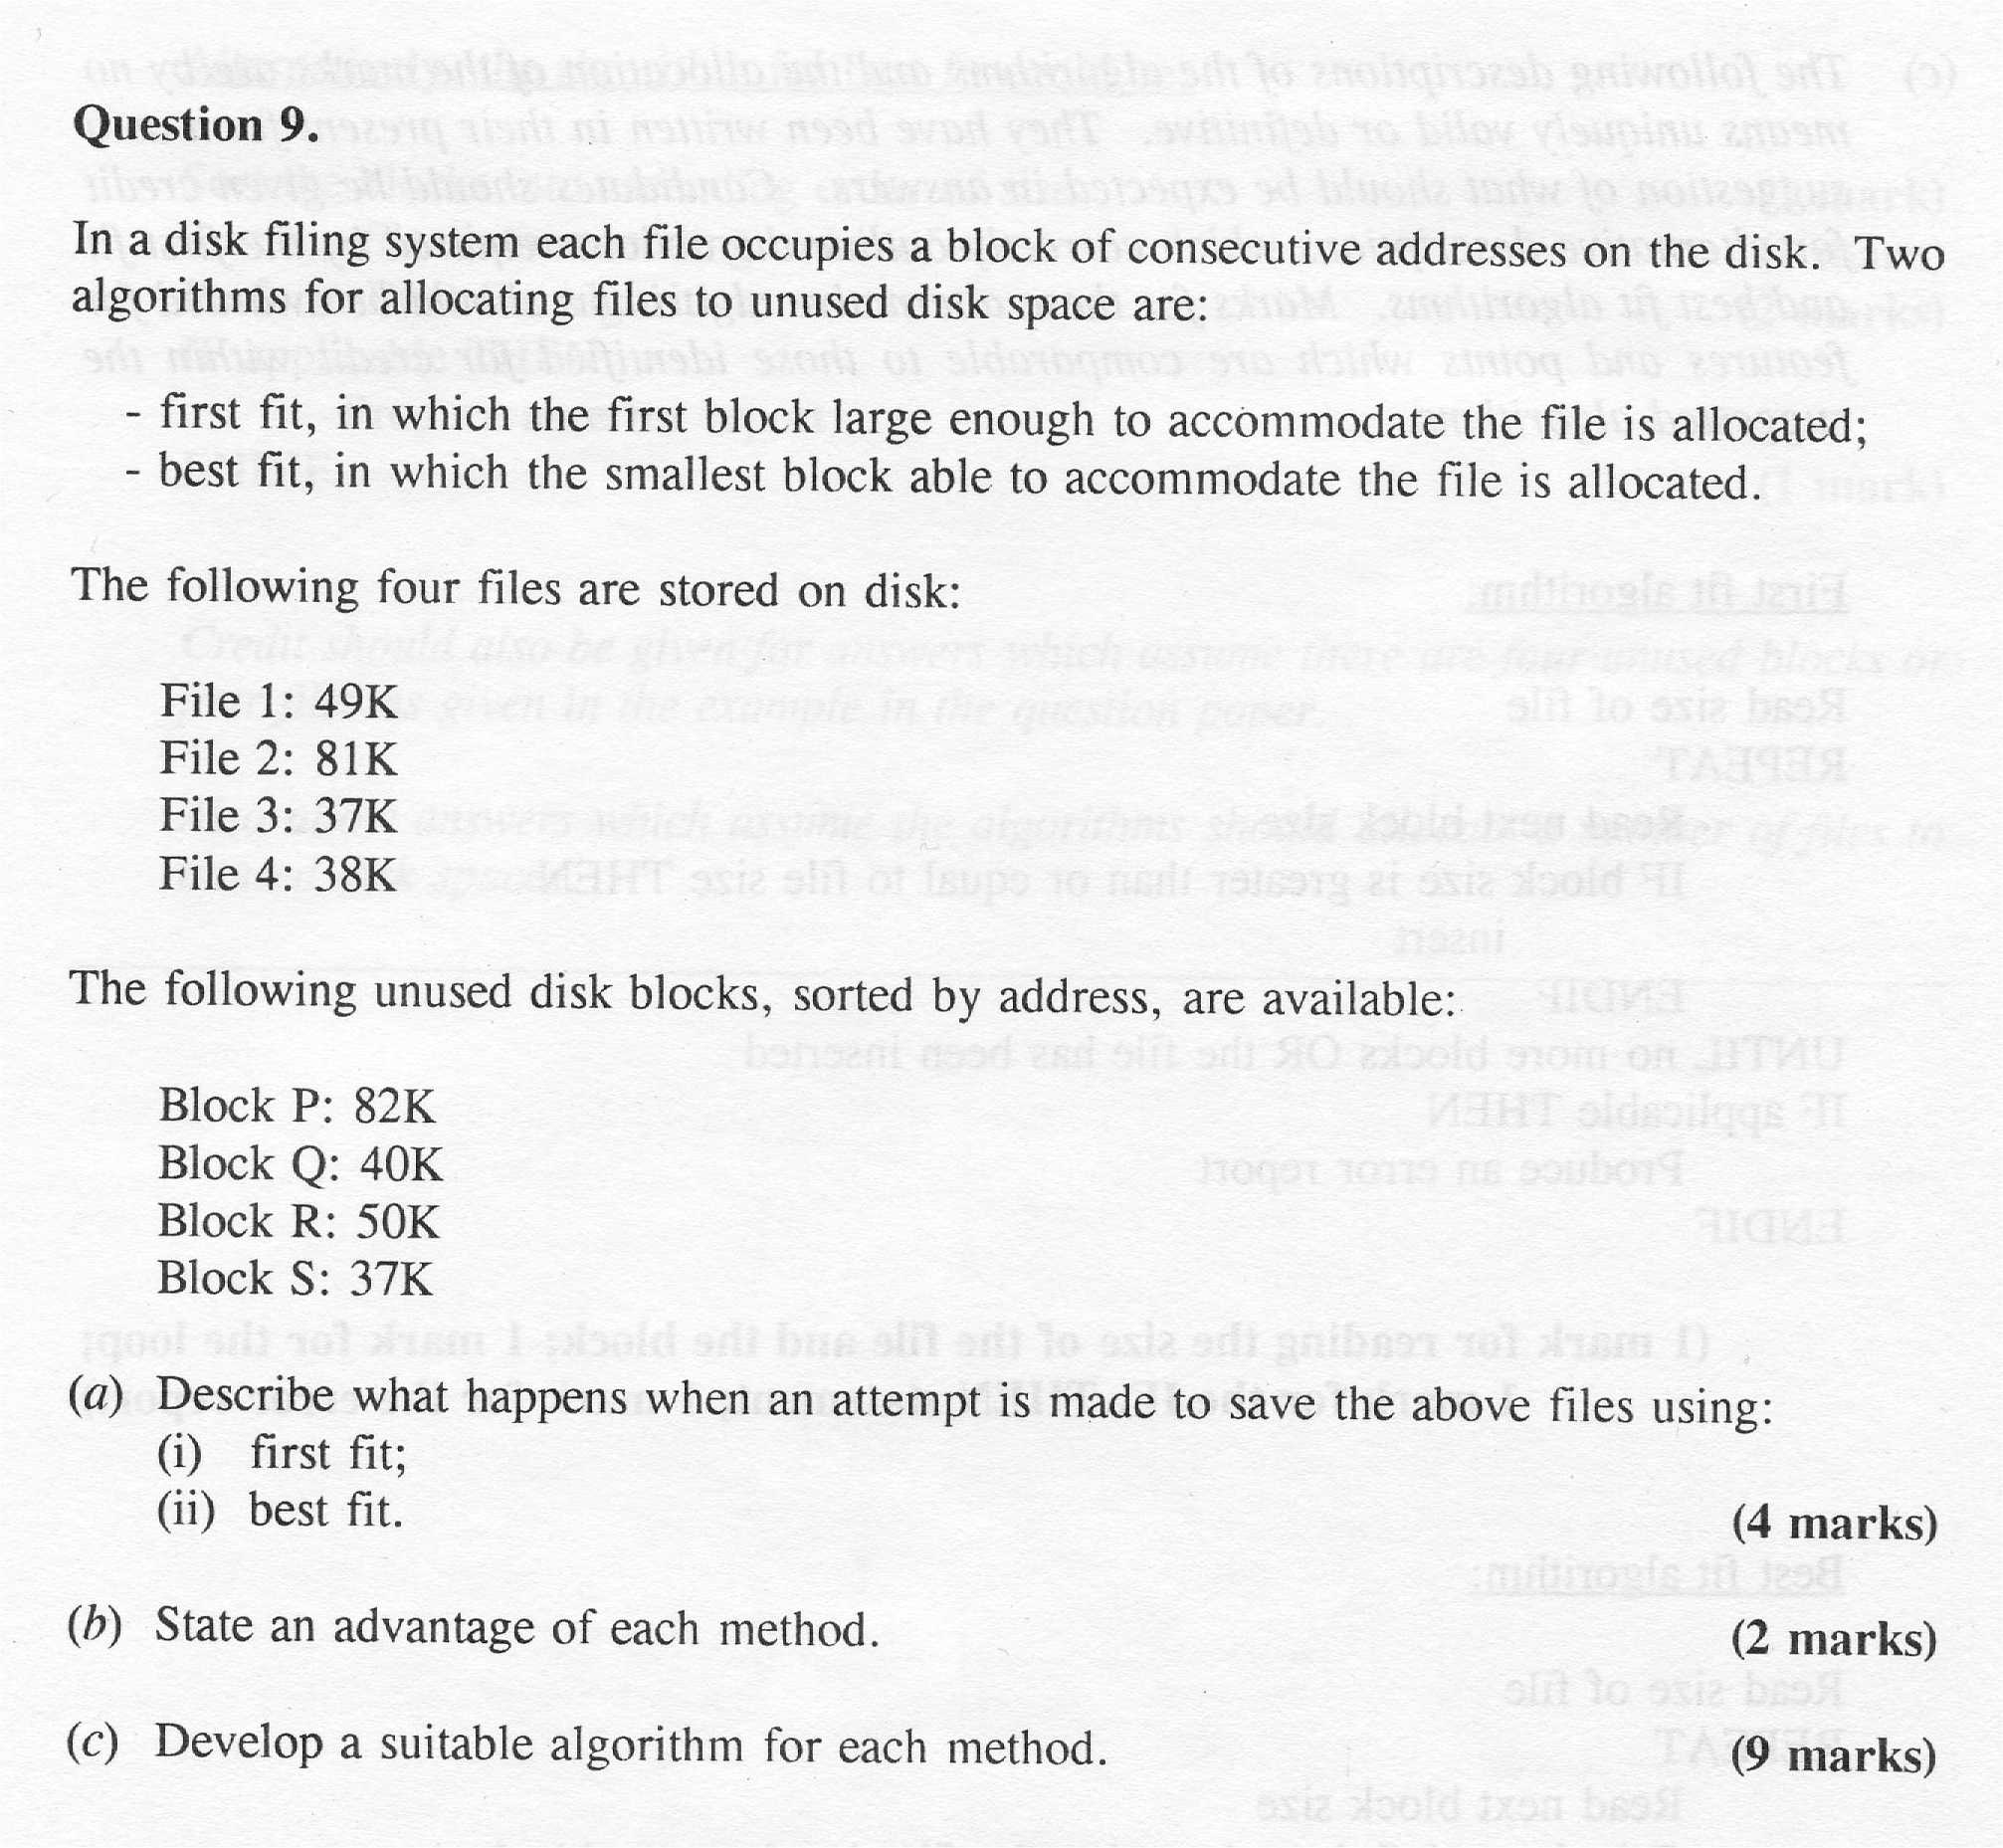 Question 9.
In a disk filing system each file occupies a block of consecutive addresses on the disk. Two
algorithms for allocating files to unused disk space are:
- first fit, in which the first block large enough to accommodate the file is allocated;
- best fit, in which the smallest block able to accommodate the file is allocated.
The following four files are stored on disk:
File 1: 49K
File 2: 81K
File 3: 37K
File 4: 38K
The following unused disk blocks, sorted by address, are available:
Block P: 82K
Block Q: 40K
Block R: 50K
Block S: 37K
(a) Describe what happens when an attempt is made to save the above files using:
(i) first fit;
(ii) best fit. (4 marks)
(b) State an advantage of each method. (2 marks)
(c) Develop a suitable algorithm for each method. (9 marks)